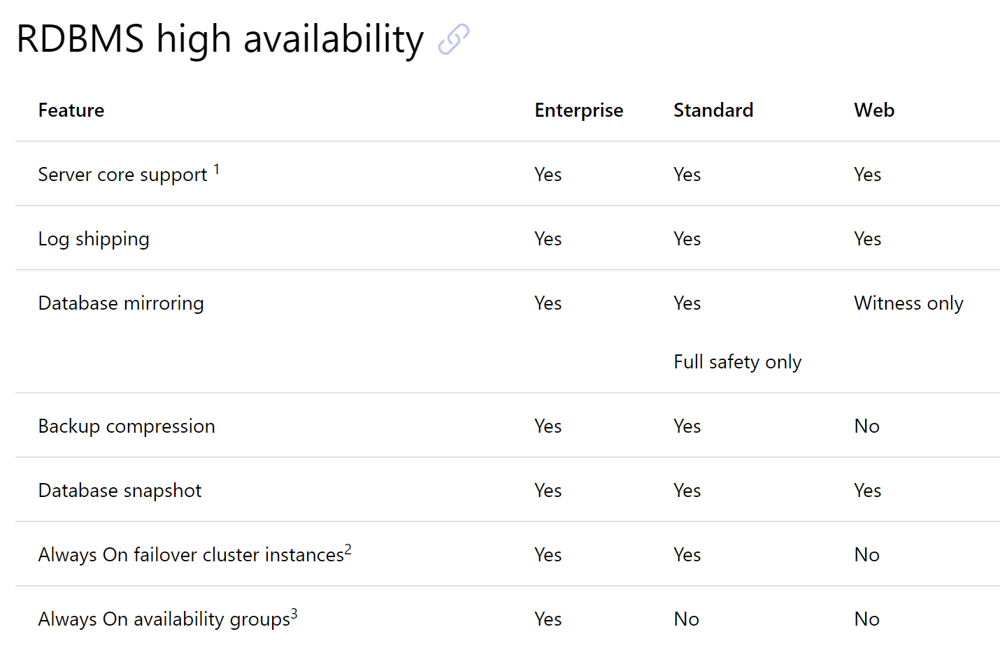 RDBMS high availability
Feature Enterprise Standard Web
Server core support 1 Yes Yes Yes
Log shipping Yes Yes Yes
Database mirroring Yes Yes Witness only
Full safety only
Backup compression Yes Yes No
Database snapshot Yes Yes Yes
Always On failover cluster instances2 Yes Yes No
Always On availability groups3 Yes No No